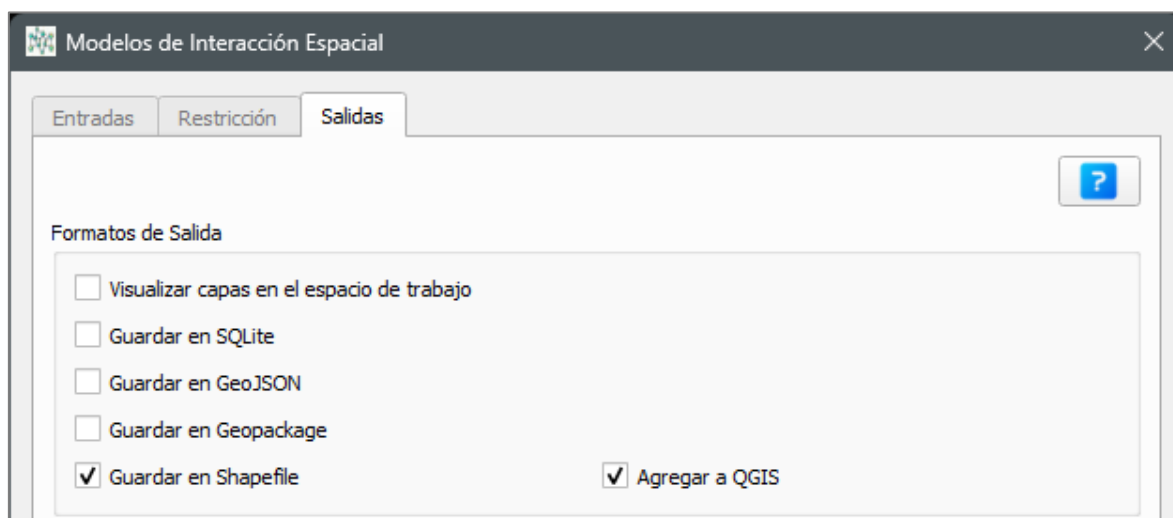 Modelos de Interacción Espacial
Entradas Restricción Salidas
?
Formatos de Salida
Visualizar capas en el espacio de trabajo
Guardar en SQLite
Guardar en GeoJSON
Guardar en Geopackage
Guardar en Shapefile Agregar a QGIS